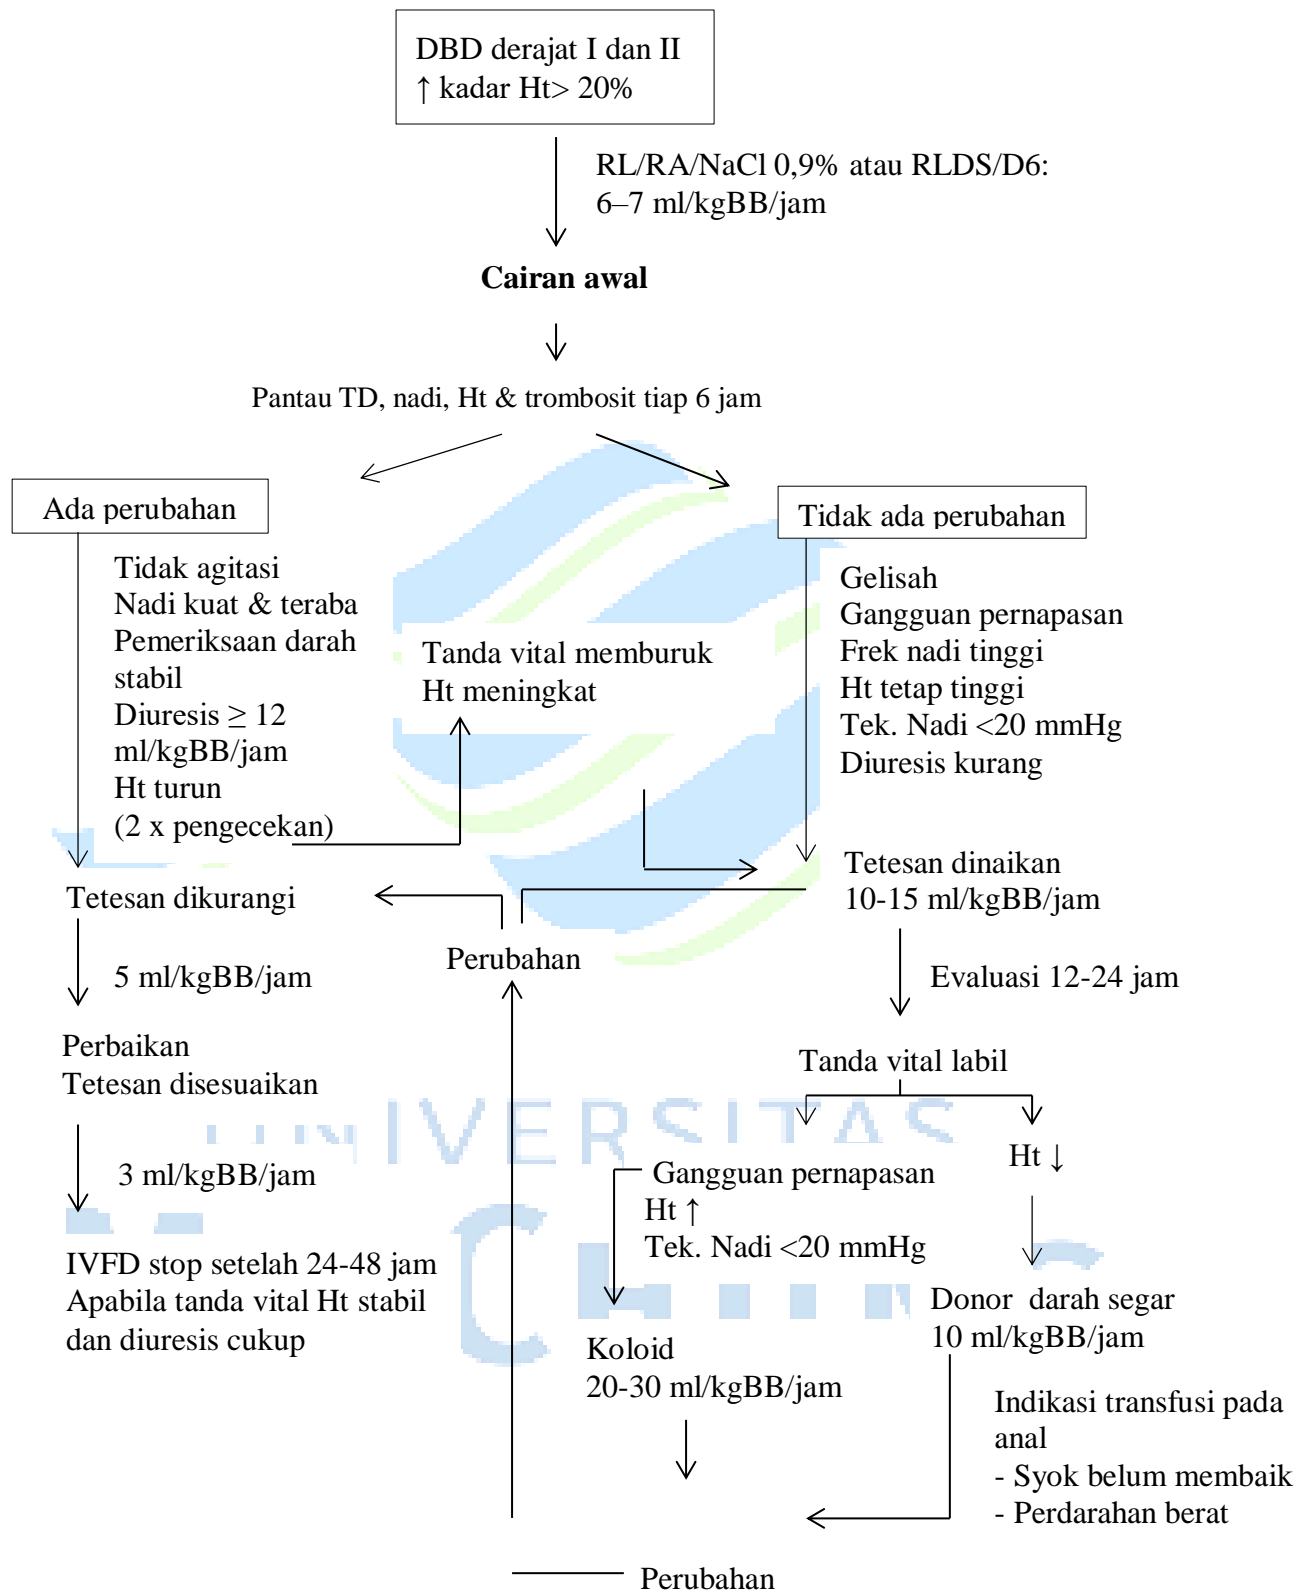 DBD derajat I dan II
↑ kadar Ht> 20%
RL/RA/NaCl 0,9% atau RLDS/D6:
6–7 ml/kgBB/jam
Cairan awal
Pantau TD, nadi, Ht & trombosit tiap 6 jam
Ada perubahan
Tidak agitasi
Nadi kuat & teraba
Pemeriksaan darah
stabil
Diuresis ≥ 12
ml/kgBB/jam
Ht turun
(2 x pengecekan)
Tanda vital memburuk
Ht meningkat
Tidak ada perubahan
Gelisah
Gangguan pernapasan
Frek nadi tinggi
Ht tetap tinggi
Tek. Nadi <20 mmHg
Diuresis kurang
Tetesan dikurangi
Tetesan dinaikan
10-15 ml/kgBB/jam
Perubahan
5 ml/kgBB/jam
Evaluasi 12-24 jam
Perbaikan
Tetesan disesuaikan
Tanda vital labil
3 ml/kgBB/jam
Gangguan pernapasan
Ht ↑
Tek. Nadi <20 mmHg
Ht ↓
IVFD stop setelah 24-48 jam
Apabila tanda vital Ht stabil
dan diuresis cukup
Koloid
20-30 ml/kgBB/jam
Donor darah segar
10 ml/kgBB/jam
Indikasi transfusi pada
anal
- Syok belum membaik
- Perdarahan berat
Perubahan
UNIVERSITAS